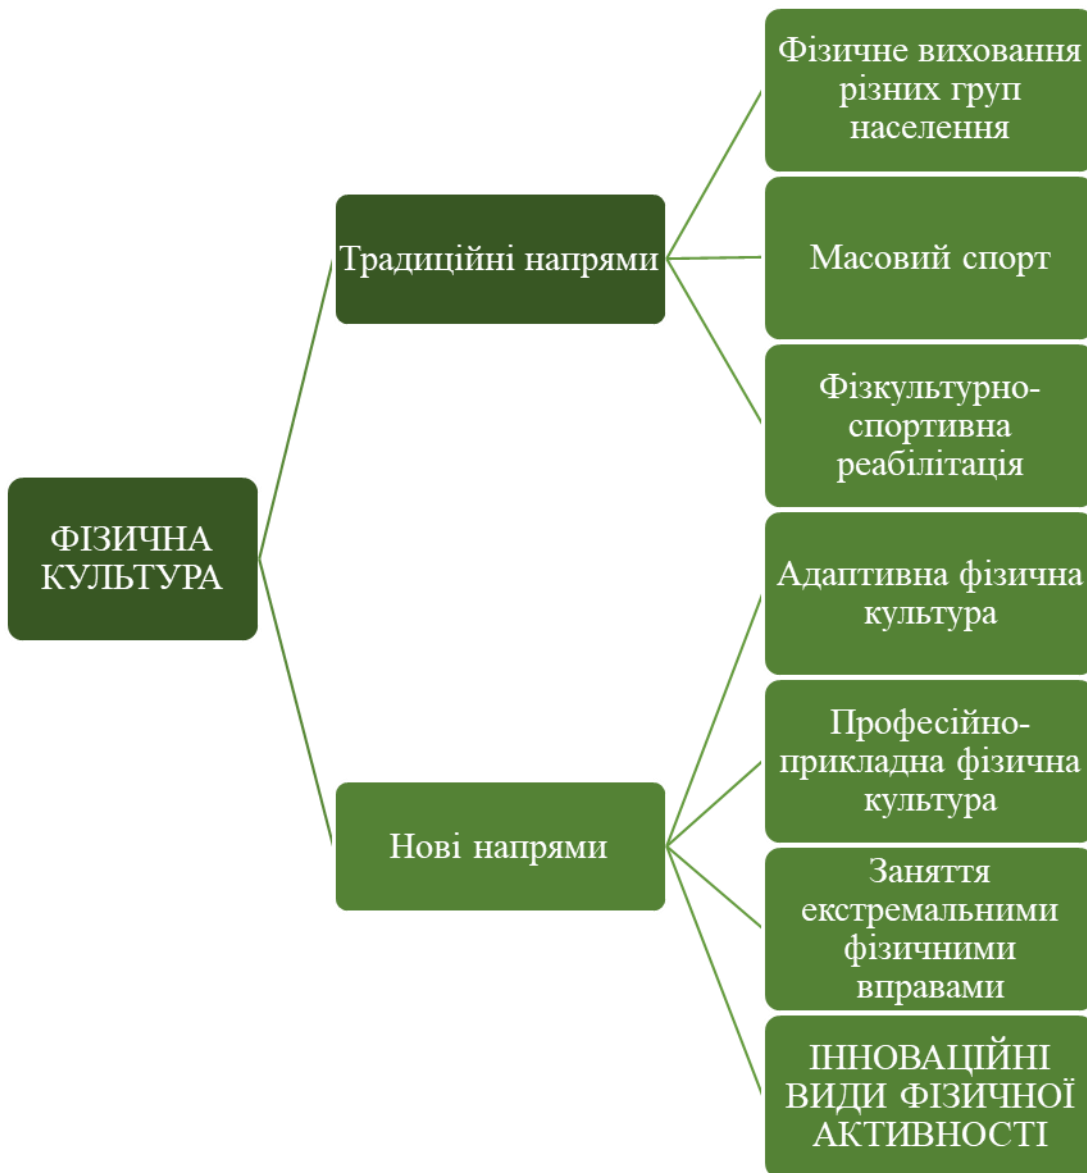 ФІЗИЧНА
КУЛЬТУРА
Традиційні напрями
Фізичне виховання
різних груп
населення
Масовий спорт
Фізкультурно-
спортивна
реабілітація
Нові напрями
Адаптивна фізична
культура
Професійно-
прикладна фізична
культура
Заняття
екстремальними
фізичними
вправами
ІННОВАЦІЙНІ
ВИДИ ФІЗИЧНОЇ
АКТИВНОСТІ